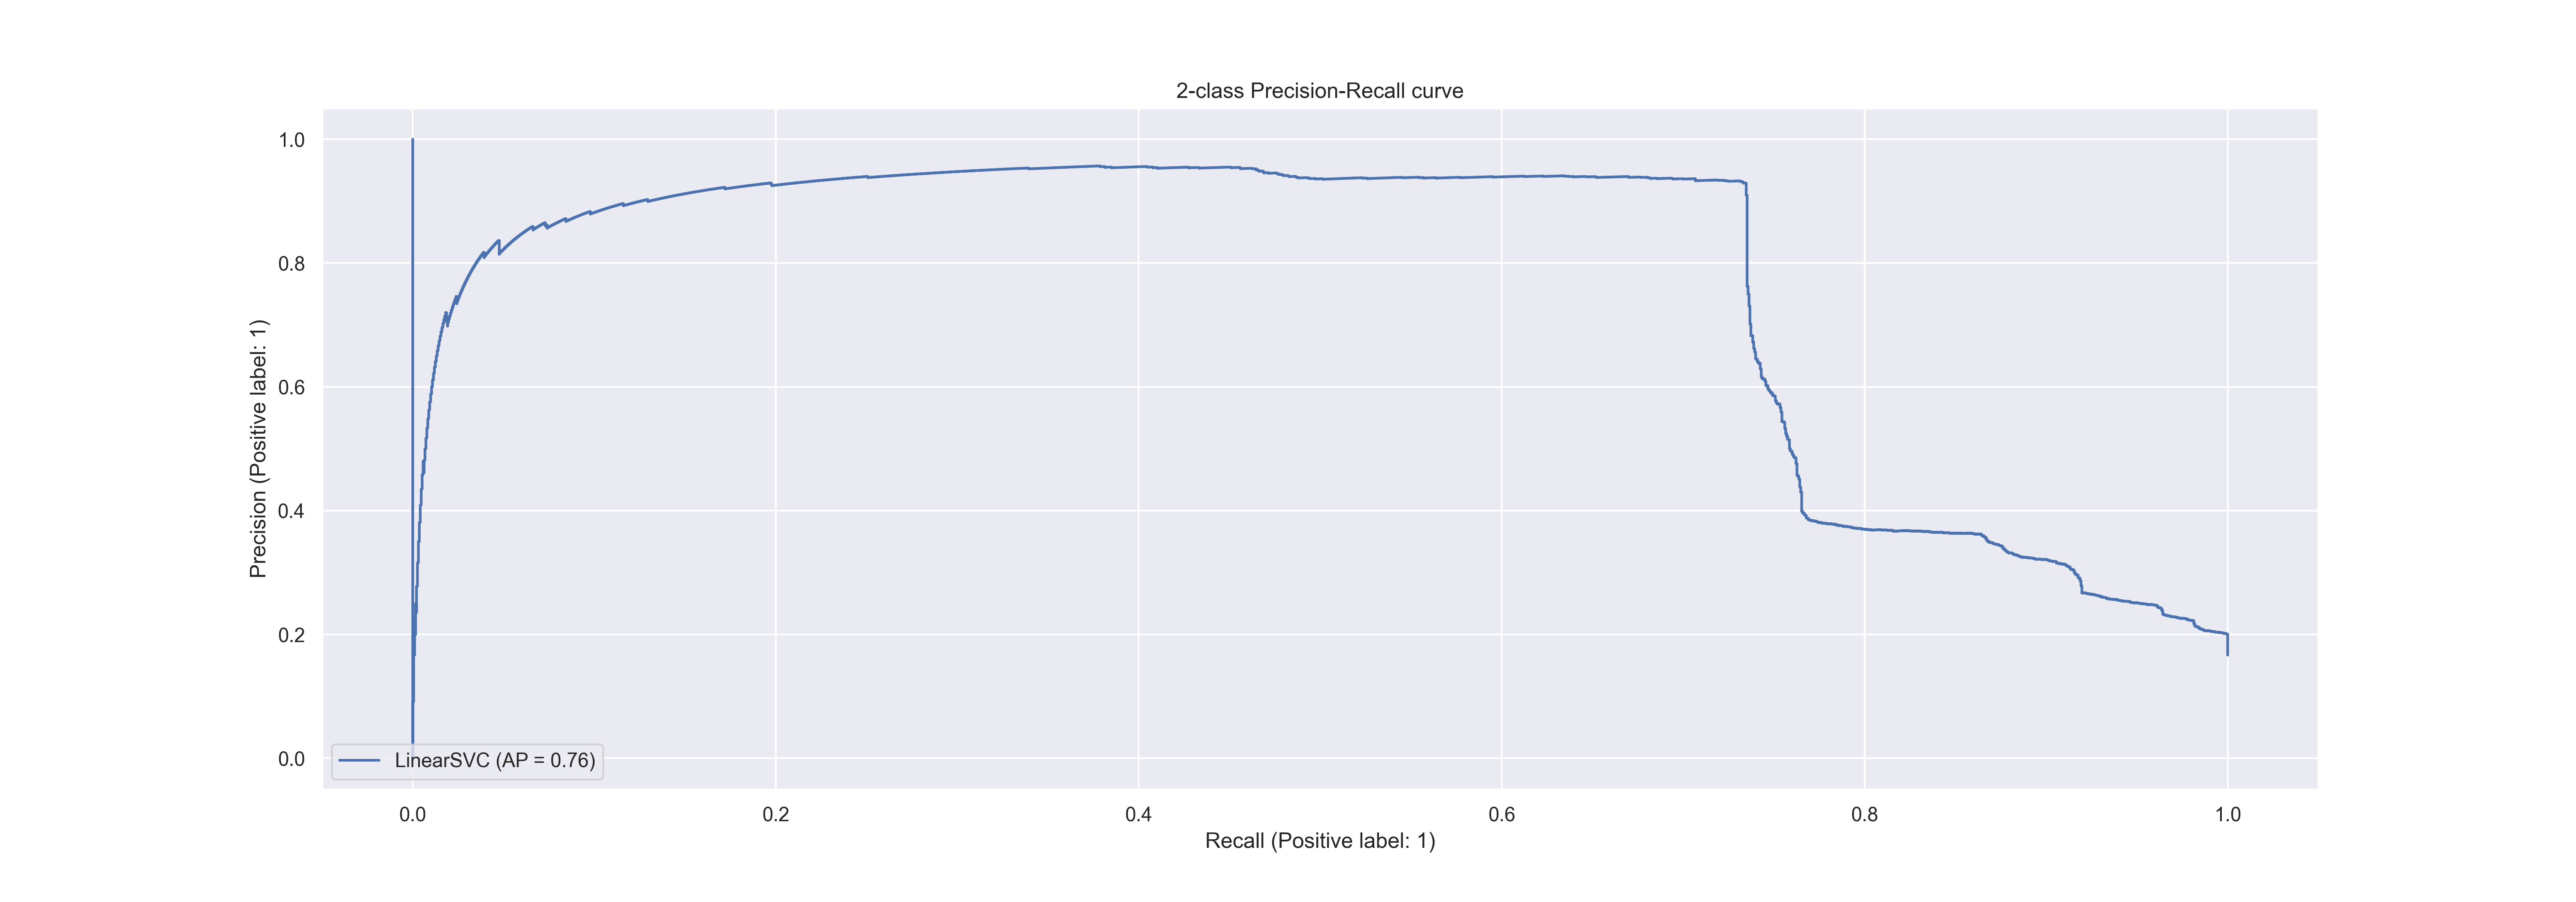 2-class Precision-Recall curve
Precision (Positive label: 1)
1.0
0.8
0.6
0.4
0.2
0.0
LinearSVC (AP = 0.76)
0.0 0.2 0.4 0.6 0.8 1.0
Recall (Positive label: 1)